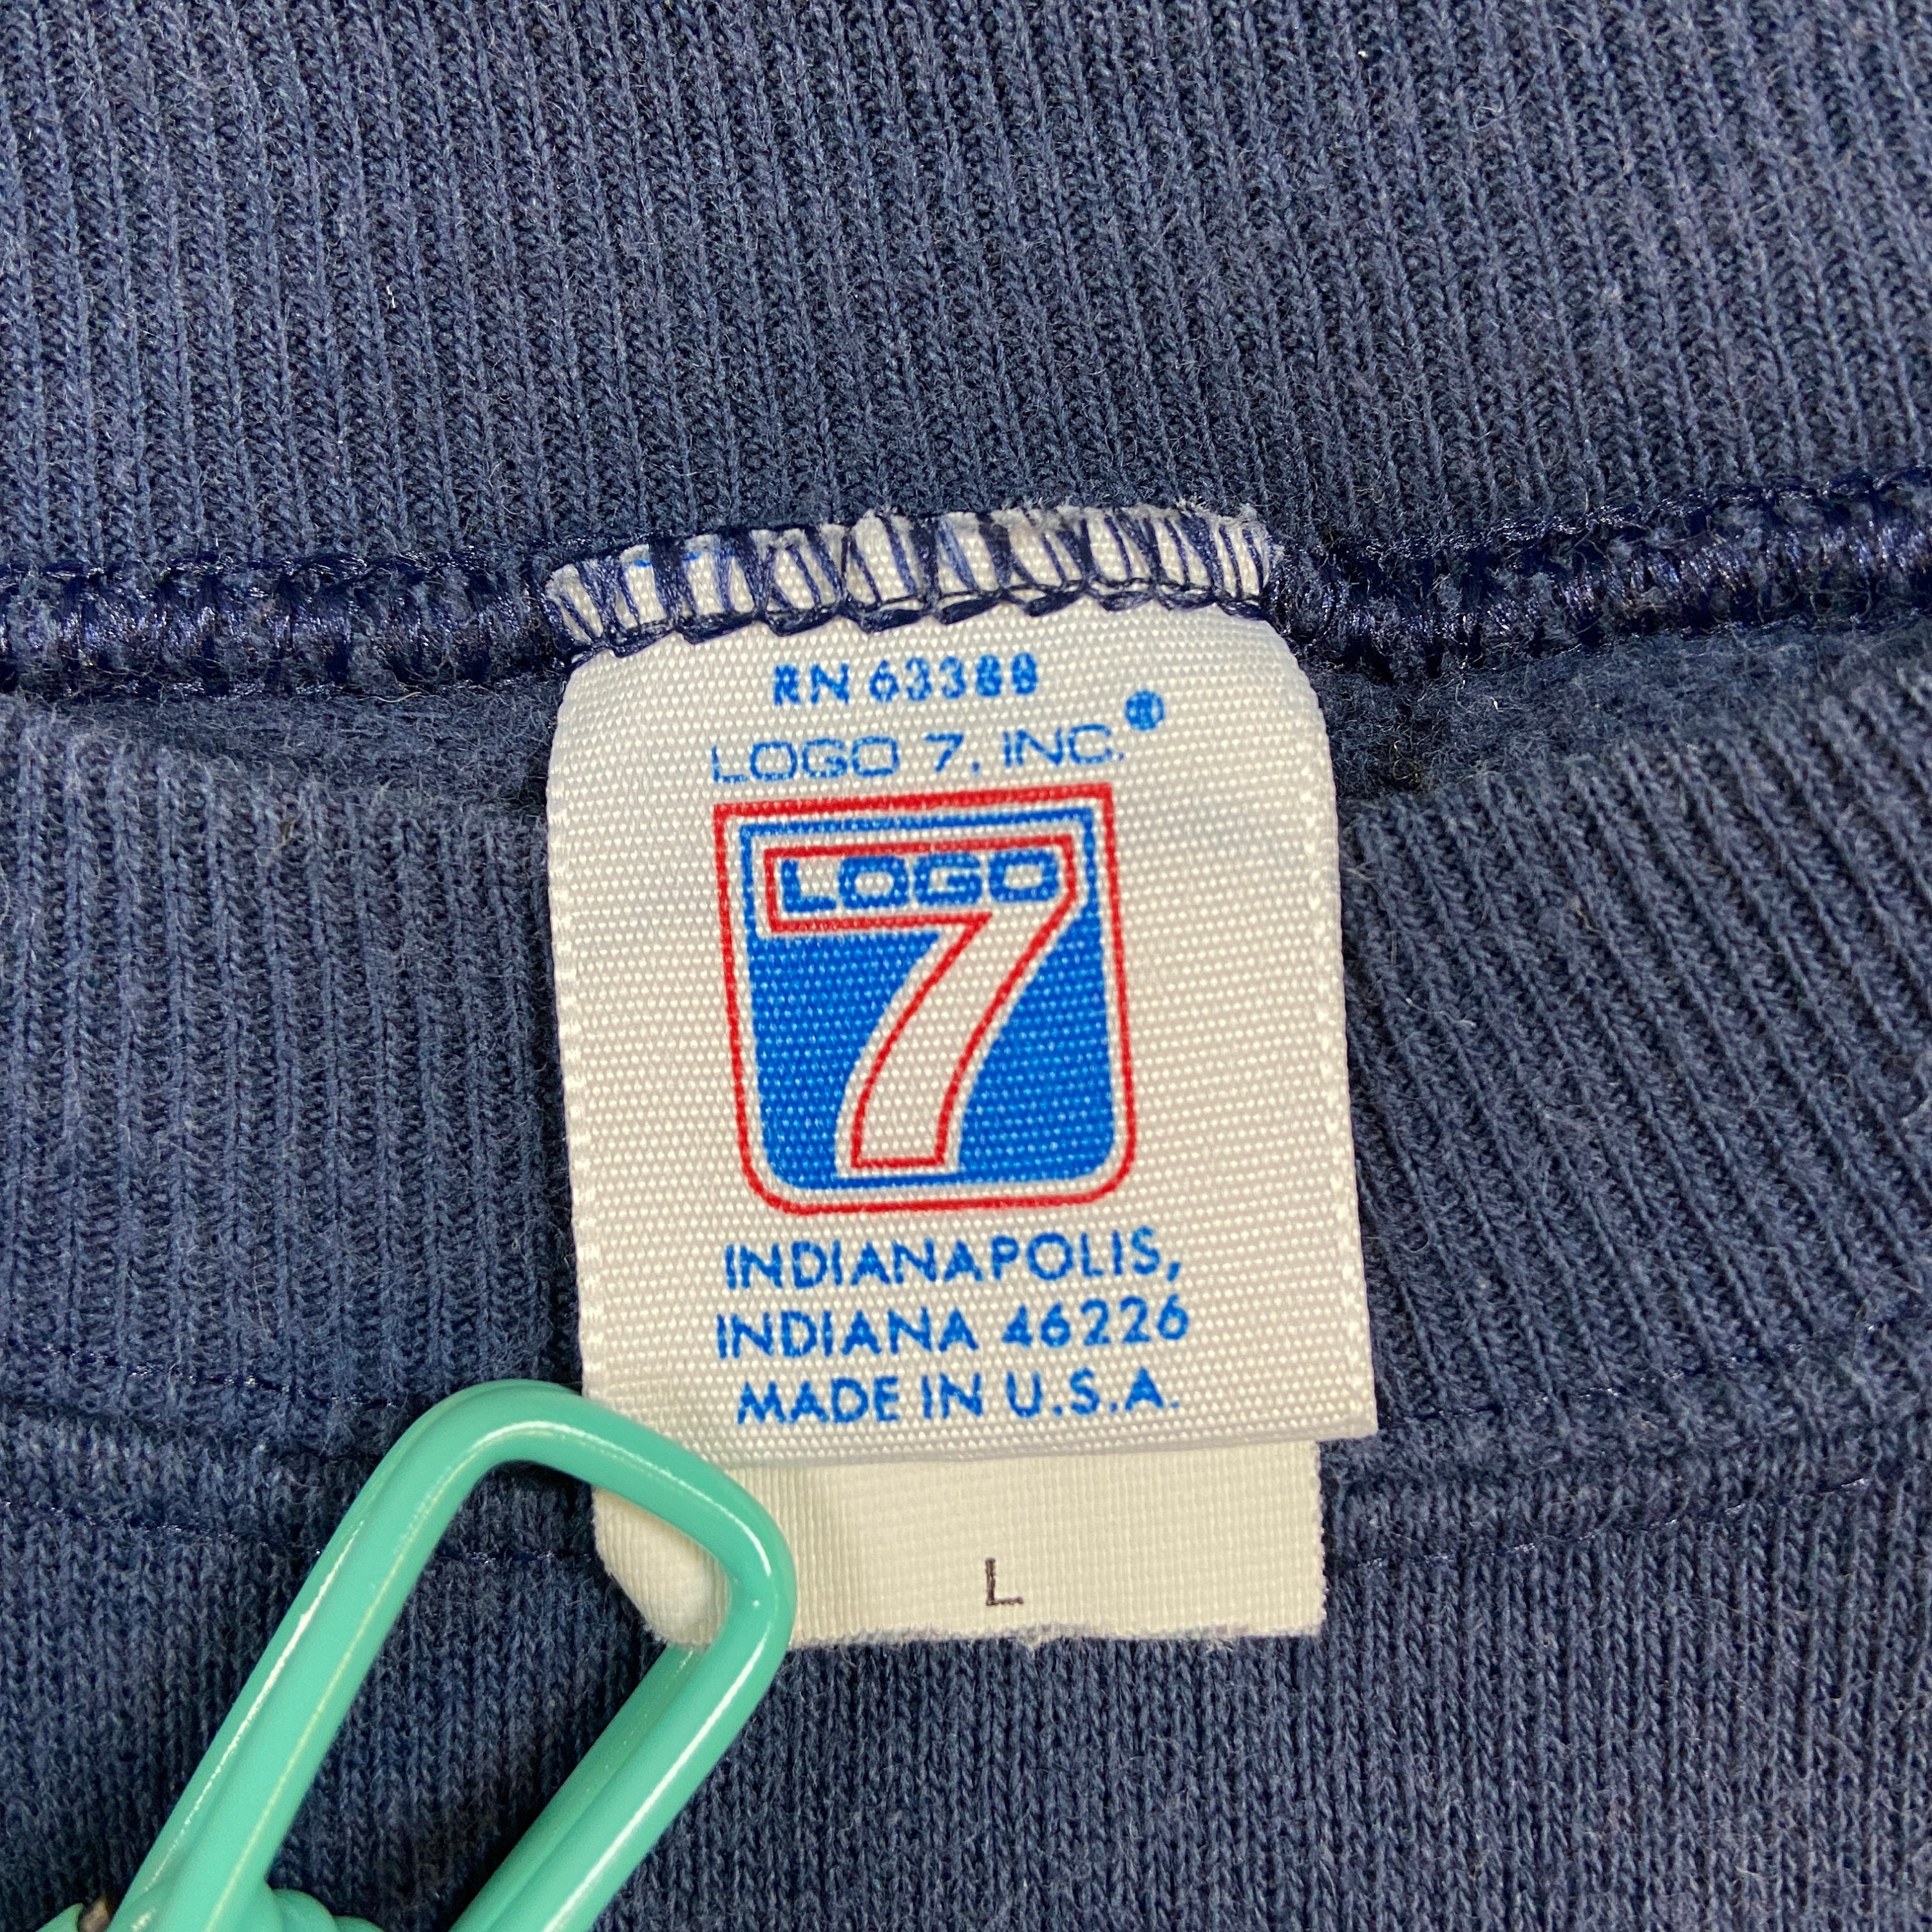 RN 63388
LOGO 7, INC.®
LOGO
7
INDIANAPOLIS,
INDIANA 46226
MADE IN U.S.A.
L